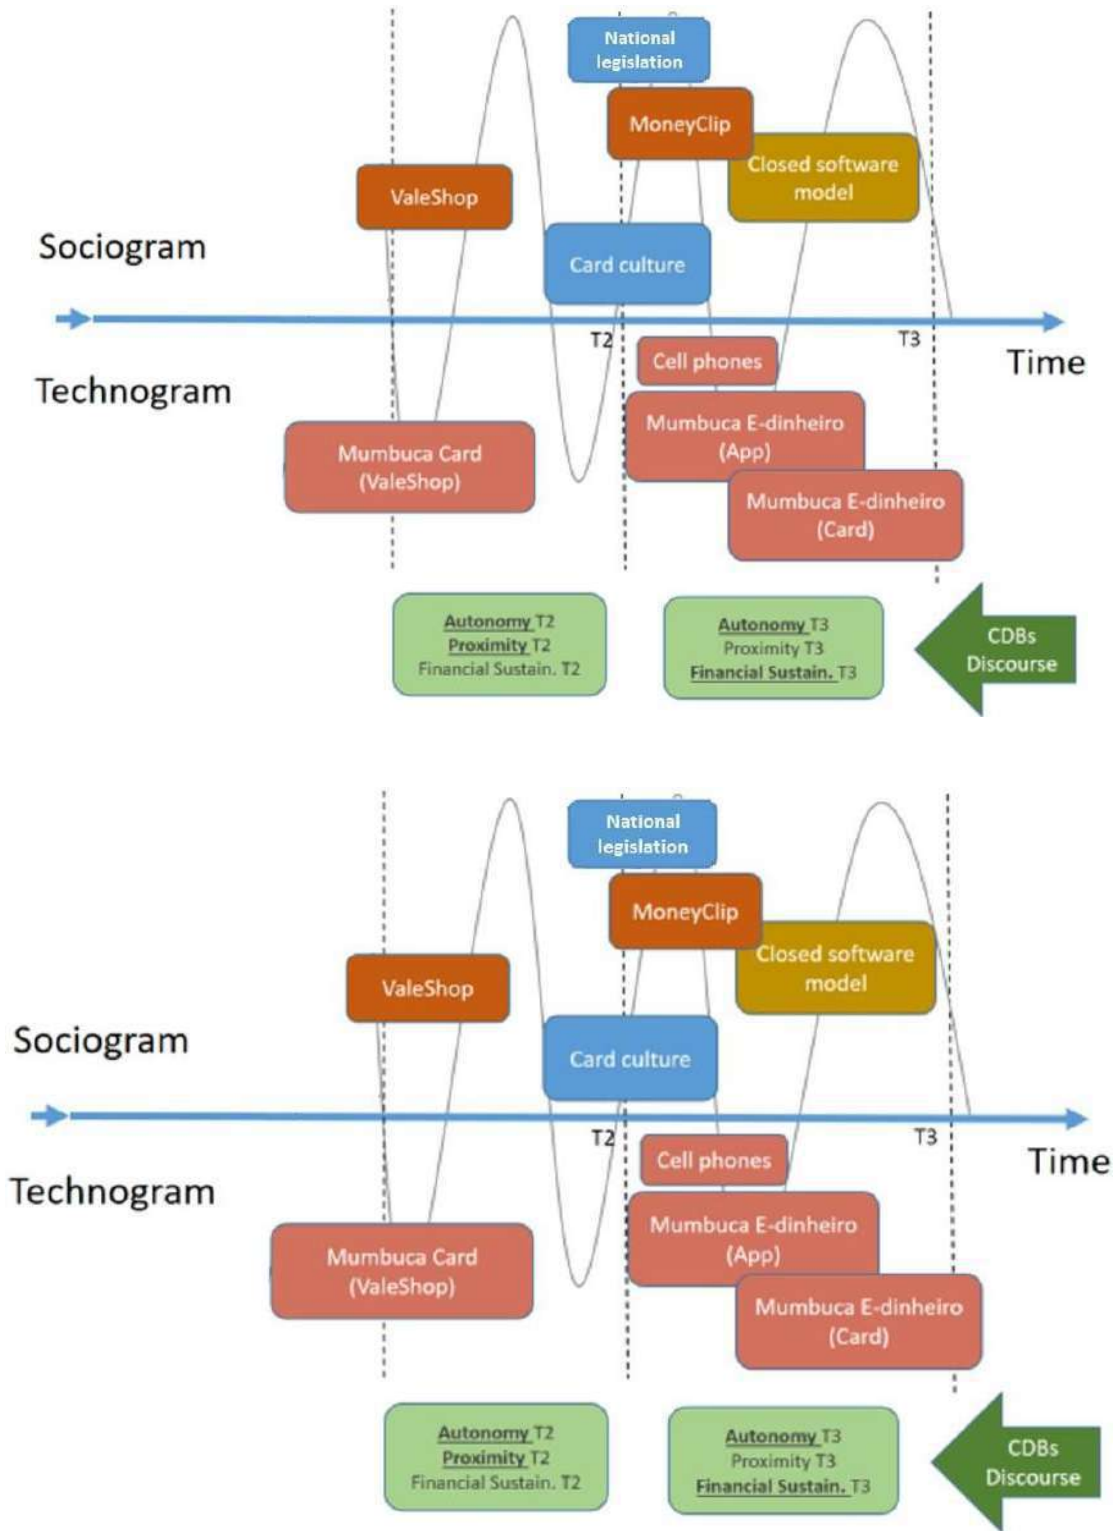 National
legislation
MoneyClip
Closed software
model
ValeShop
Sociogram
Card culture
T2
T3
Cell phones
Time
Technogram
Mumbuca E-dinheiro
(App)
Mumbuca Card
(ValeShop)
Mumbuca E-dinheiro
(Card)
Autonomy T2
Proximity T2
Financial Sustain. T2
Autonomy T3
Proximity T3
Financial Sustain. T3
CDBs
Discourse
National
legislation
MoneyClip
Closed software
model
ValeShop
Sociogram
Card culture
T2
T3
Cell phones
Time
Technogram
Mumbuca E-dinheiro
(App)
Mumbuca Card
(ValeShop)
Mumbuca E-dinheiro
(Card)
Autonomy T2
Proximity T2
Financial Sustain. T2
Autonomy T3
Proximity T3
Financial Sustain. T3
CDBs
Discourse